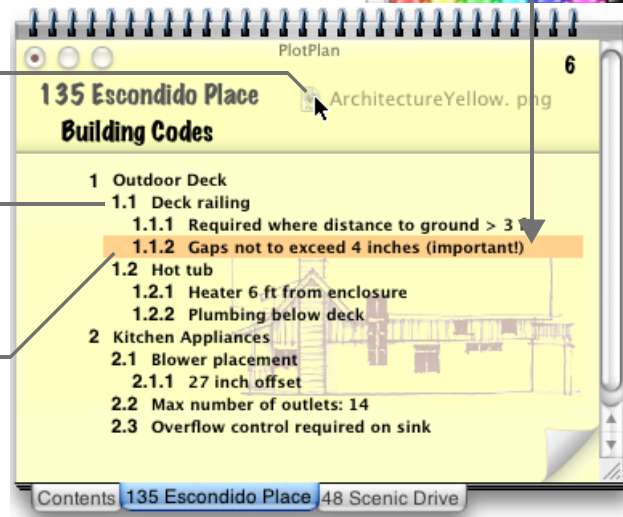 PlotPlan
6
135 Escondido Place
ArchitectureYellow. png
Building Codes
1 Outdoor Deck
1.1 Deck railing
1.1.1 Required where distance to ground > 3
1.1.2 Gaps not to exceed 4 inches (important!)
1.2 Hot tub
1.2.1 Heater 6 ft from enclosure
1.2.2 Plumbing below deck
2 Kitchen Appliances
2.1 Blower placement
2.1.1 27 inch offset
2.2 Max number of outlets: 14
2.3 Overflow control required on sink
Contents 135 Escondido Place 48 Scenic Drive